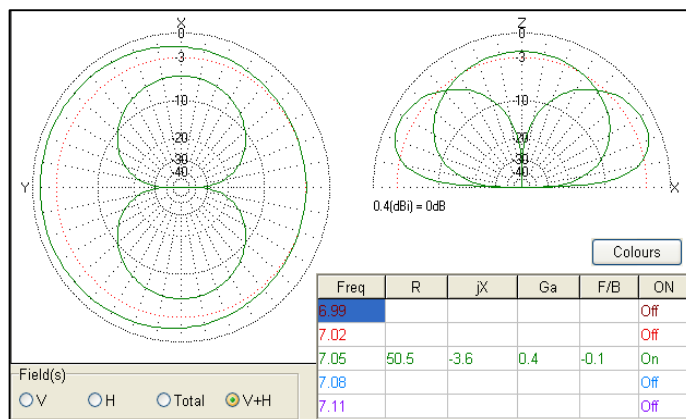 X
0
3
-10
-20
-30
-40
Y
Z
0
3
-10
-20
-30
-40
X
0.4(dBi) = 0dB
Colours
Freq R jX Ga F/B ON
6.99 Off
7.02 Off
7.05 50.5 -3.6 0.4 -0.1 On
7.08 Off
7.11 Off
Field(s)
V H Total V+H